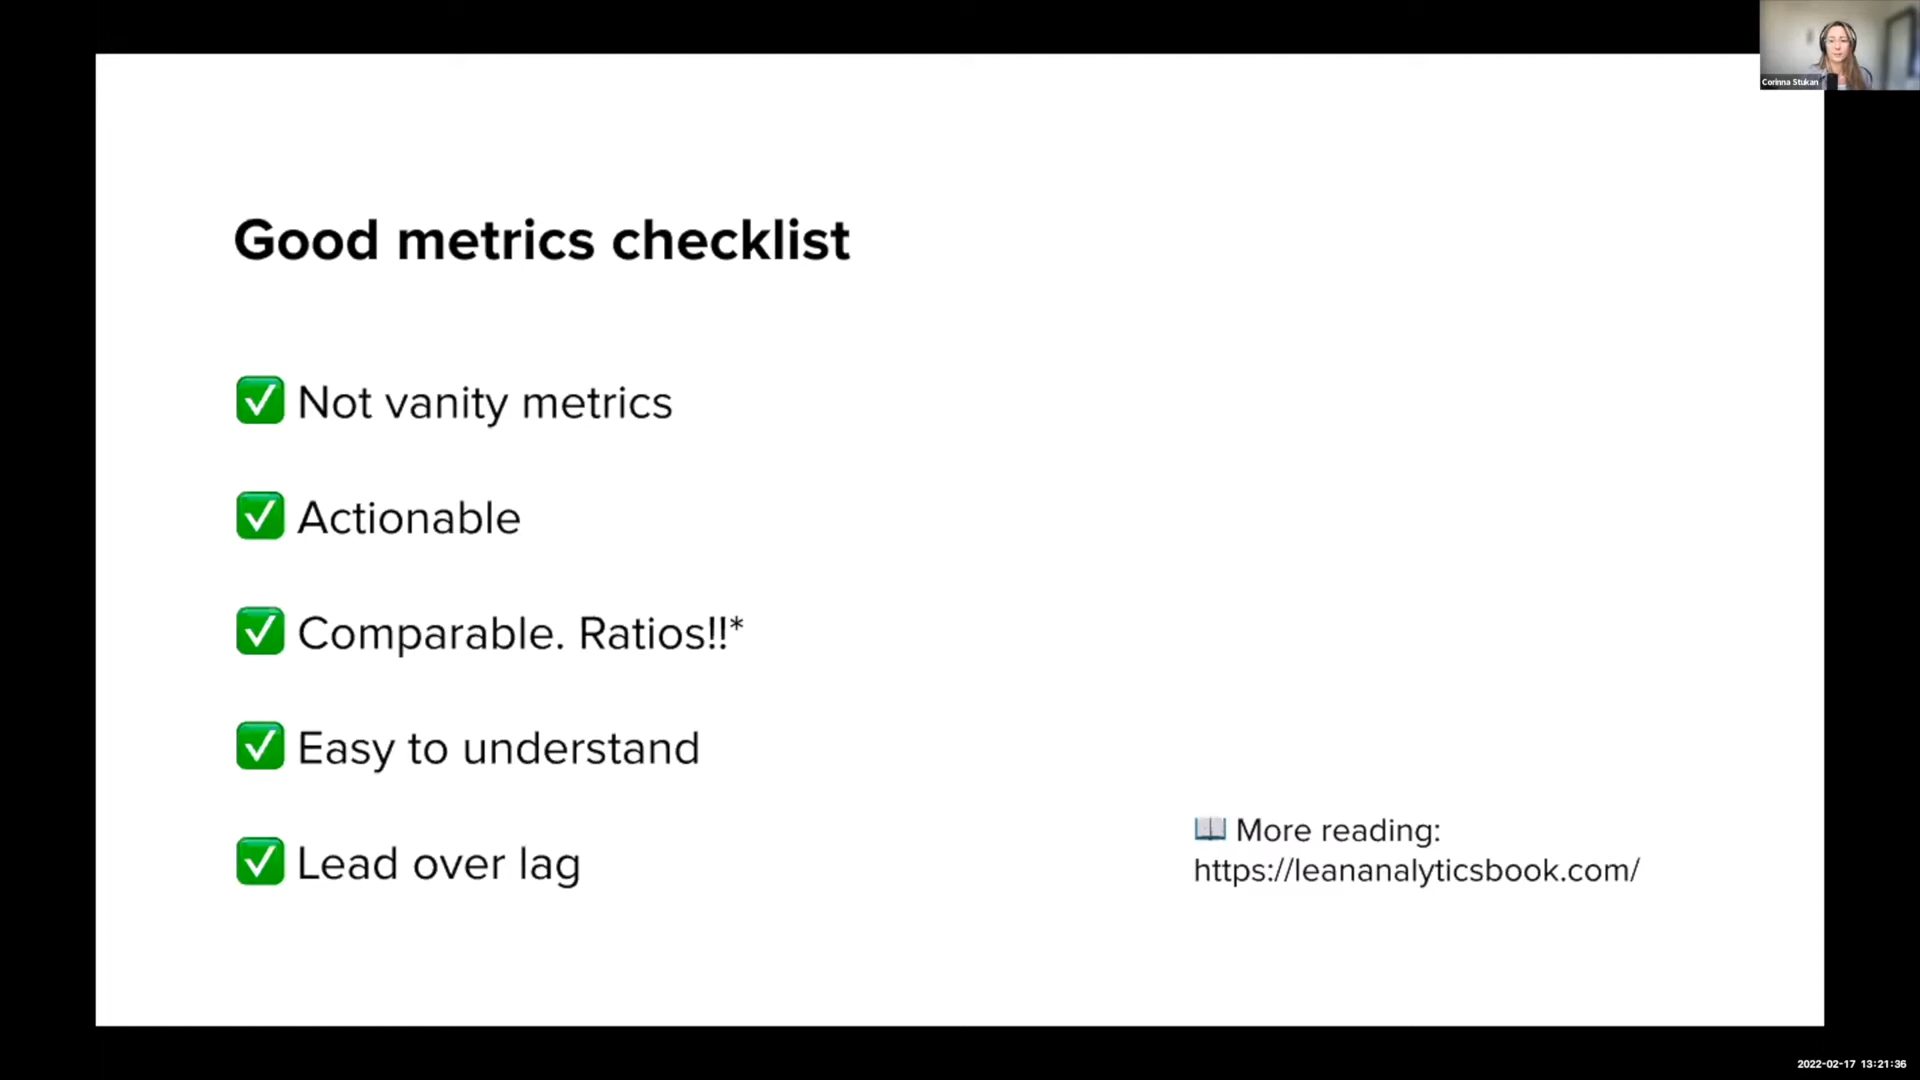 Corinna Stukan
Good metrics checklist
✅ Not vanity metrics
✅ Actionable
✅ Comparable. Ratios!!*
✅ Easy to understand
✅ Lead over lag
📖 More reading:
https://leananalyticsbook.com/
2022-02-17 13:21:36